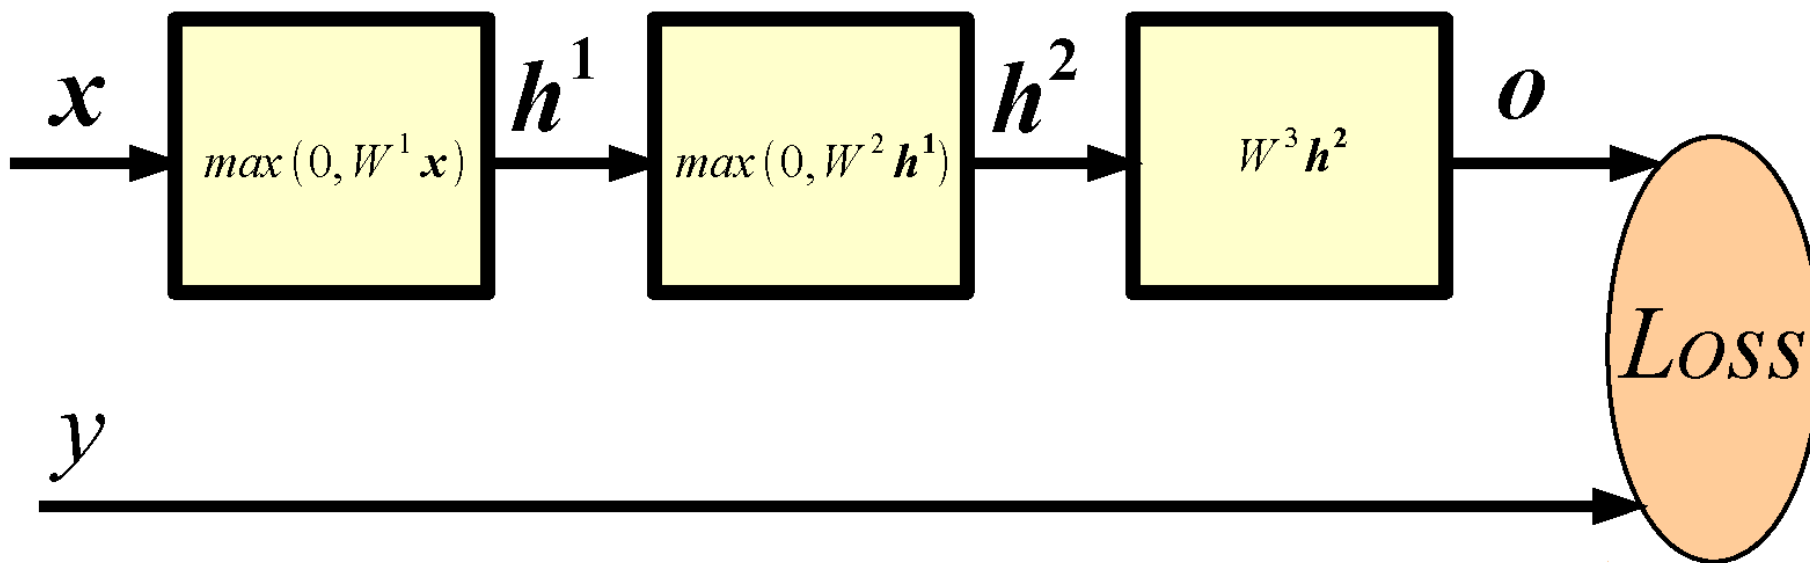 x h¹ h² o
max(0, W¹ x) max(0, W² h¹) W³ h²
Loss
y